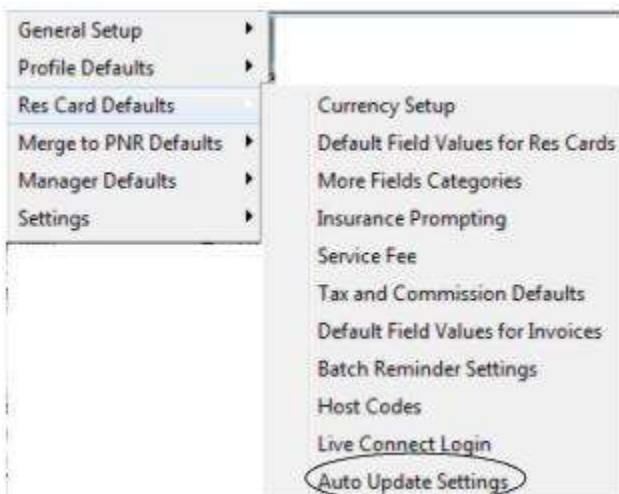 General Setup
Profile Defaults
Res Card Defaults
Merge to PNR Defaults
Manager Defaults
Settings
Currency Setup
Default Field Values for Res Cards
More Fields Categories
Insurance Prompting
Service Fee
Tax and Commission Defaults
Default Field Values for Invoices
Batch Reminder Settings
Host Codes
Live Connect Login
Auto Update Settings